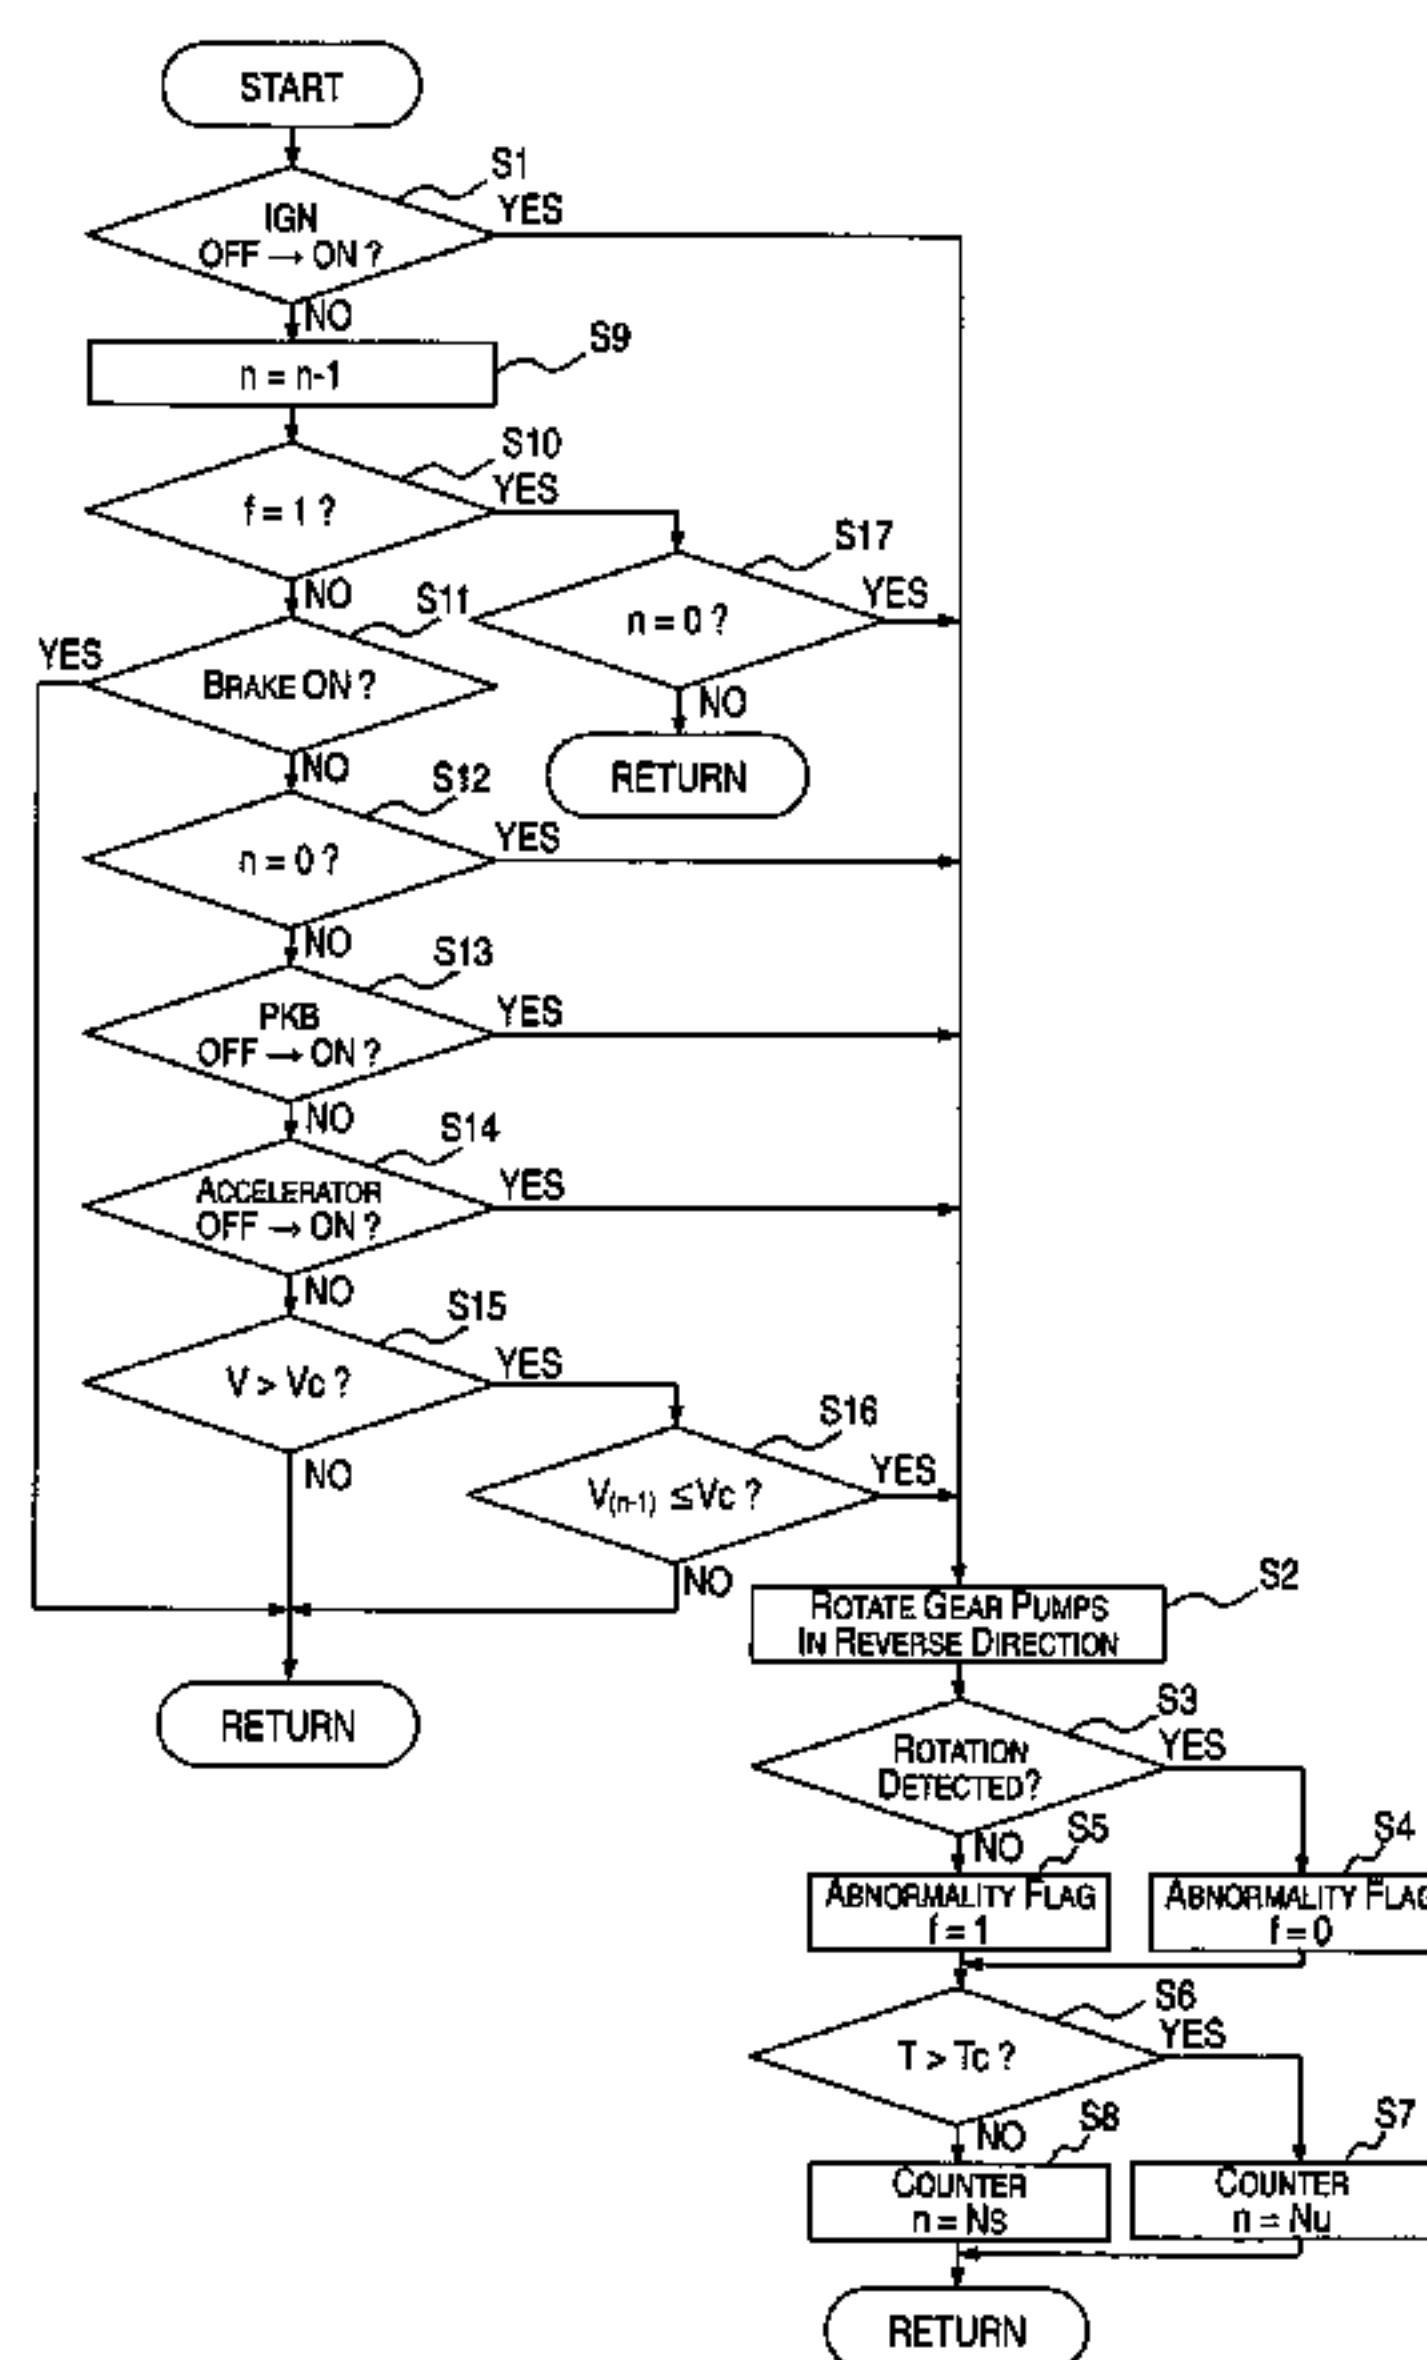 START
S1
YES
IGN
OFF → ON ?
NO
S9
n = n-1
S10
YES
f = 1 ?
S17
NO
S11
YES
n = 0 ?
YES
BRAKE ON ?
NO
RETURN
NO
S12
YES
n = 0 ?
NO
S13
YES
PKB
OFF → ON ?
NO
S14
YES
ACCELERATOR
OFF → ON ?
NO
S15
YES
V > Vc ?
S16
YES
NO
V(n-1) ≤ Vc ?
NO
S2
ROTATE GEAR PUMPS
IN REVERSE DIRECTION
RETURN
S3
YES
ROTATION
DETECTED?
NO
S5
S4
ABNORMALITY FLAG
f = 1
ABNORMALITY FLAG
f = 0
S6
YES
T > Tc ?
NO
S8
S7
COUNTER
n = Ns
COUNTER
n = Nu
RETURN